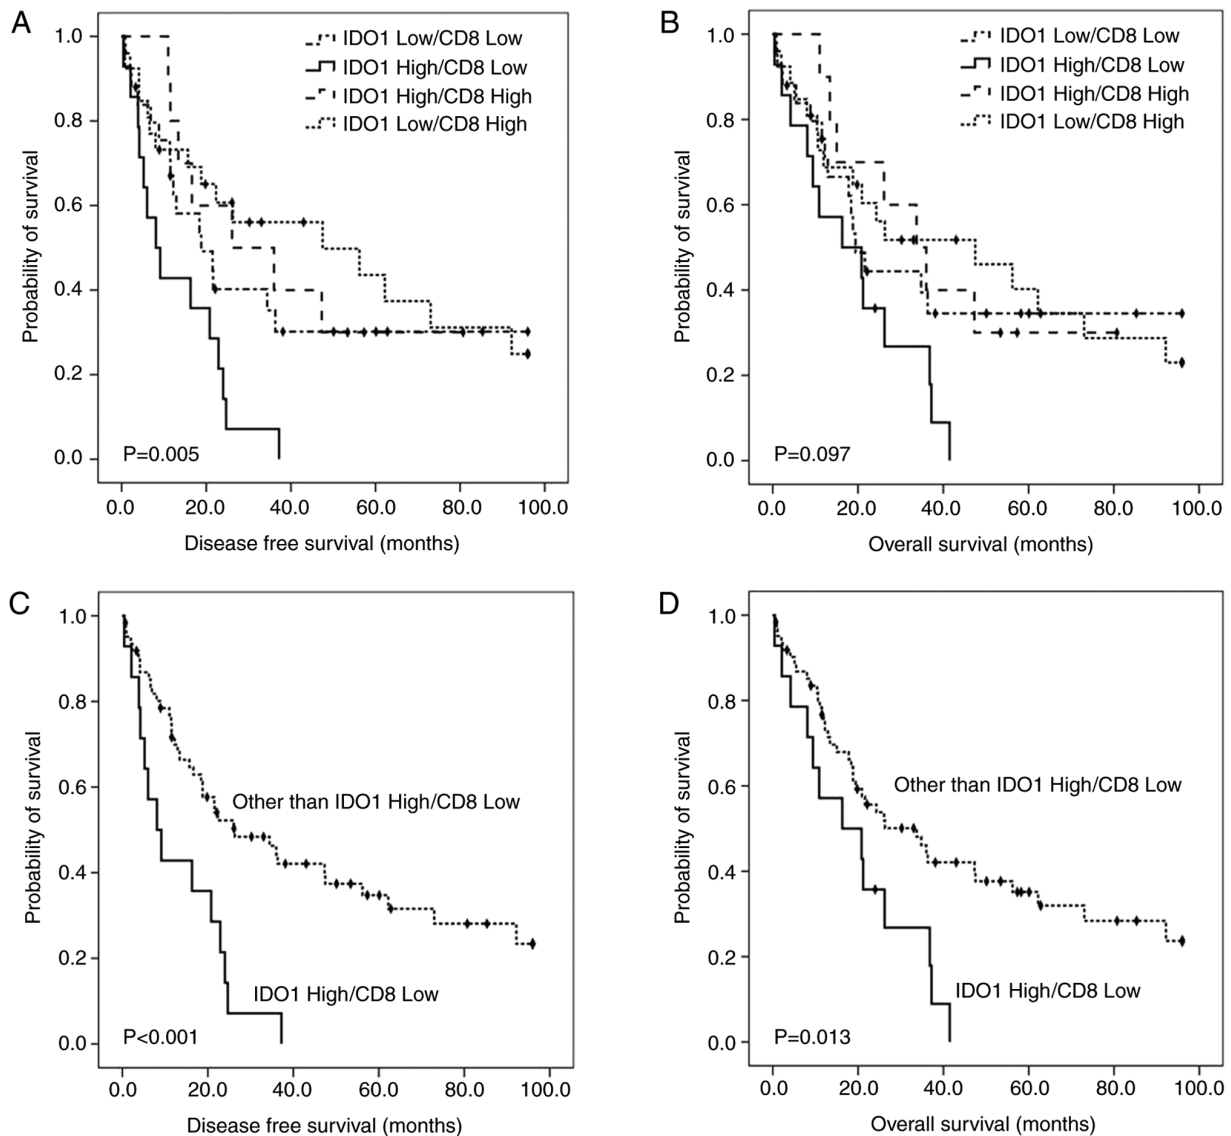 A
1.0
0.8
0.6
0.4
0.2
0.0
Probability of survival
IDO1 Low/CD8 Low
IDO1 High/CD8 Low
IDO1 High/CD8 High
IDO1 Low/CD8 High
P=0.005
0.0 20.0 40.0 60.0 80.0 100.0
Disease free survival (months)
B
1.0
0.8
0.6
0.4
0.2
0.0
Probability of survival
IDO1 Low/CD8 Low
IDO1 High/CD8 Low
IDO1 High/CD8 High
IDO1 Low/CD8 High
P=0.097
0.0 20.0 40.0 60.0 80.0 100.0
Overall survival (months)
C
1.0
0.8
0.6
0.4
0.2
0.0
Probability of survival
Other than IDO1 High/CD8 Low
IDO1 High/CD8 Low
P<0.001
0.0 20.0 40.0 60.0 80.0 100.0
Disease free survival (months)
D
1.0
0.8
0.6
0.4
0.2
0.0
Probability of survival
Other than IDO1 High/CD8 Low
IDO1 High/CD8 Low
P=0.013
0.0 20.0 40.0 60.0 80.0 100.0
Overall survival (months)